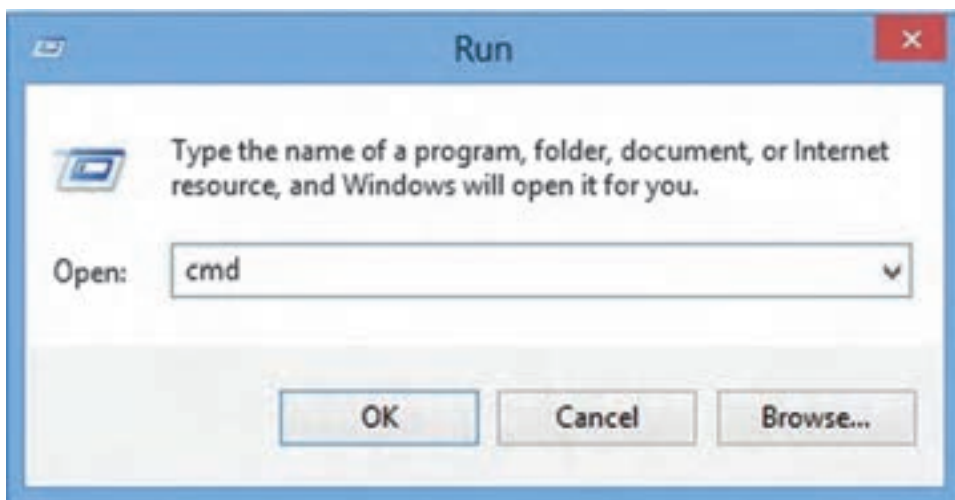 Run
Type the name of a program, folder, document, or Internet
resource, and Windows will open it for you.
Open: cmd
OK Cancel Browse...